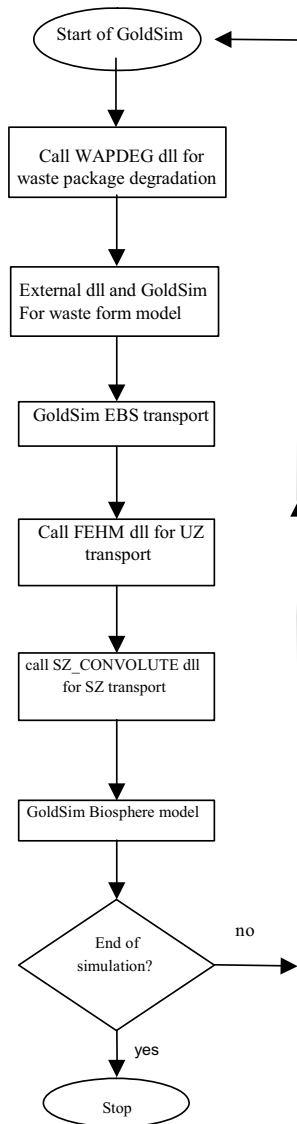 Start of GoldSim
Call WAPDEG dll for
waste package degradation
External dll and GoldSim
For waste form model
GoldSim EBS transport
Call FEHM dll for UZ
transport
call SZ_CONVOLUTE dll
for SZ transport
GoldSim Biosphere model
End of
simulation?
no
yes
Stop